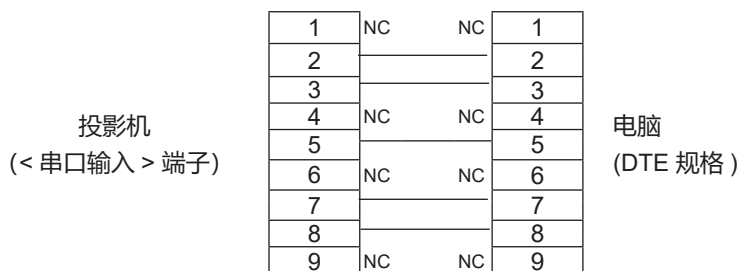 1 NC NC 1
2 2
3 3
4 NC NC 4
5 5
6 NC NC 6
7 7
8 8
9 NC NC 9
投影机
(< 串口输入 > 端子)
电脑
(DTE 规格 )